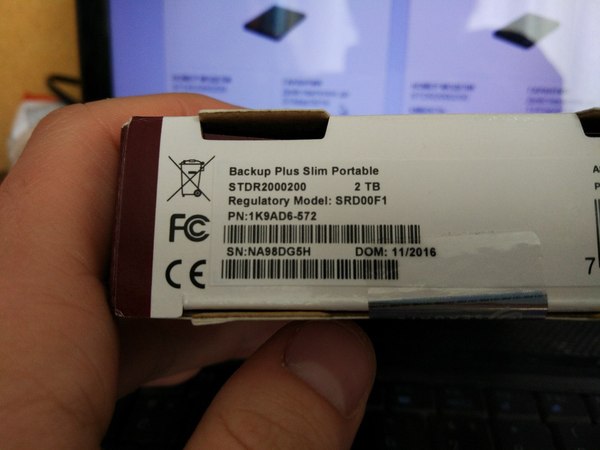 Backup Plus Slim Portable
STDR2000200 2 TB
Regulatory Model: SRD00F1
PN:1K9AD6-572
FC
SN:NA98DG5H DOM: 11/2016
CE
7